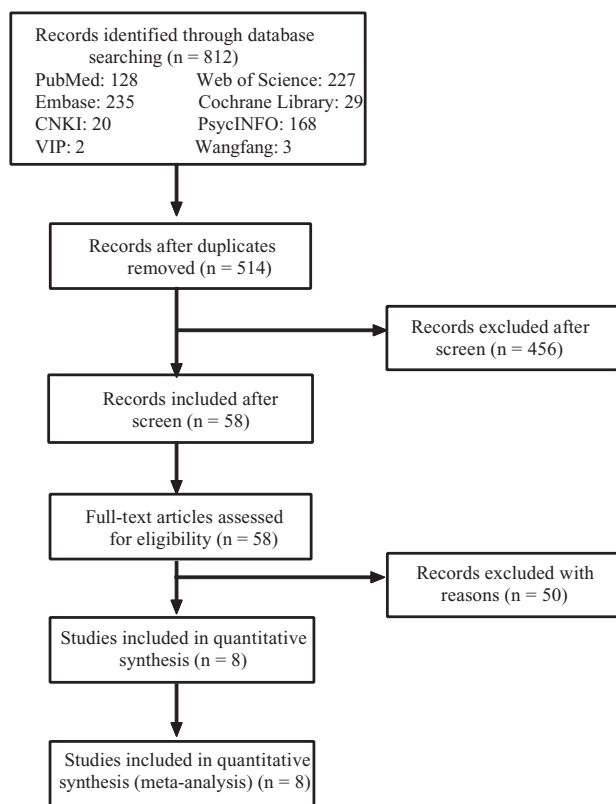 Records identified through database
searching (n = 812)
PubMed: 128 Web of Science: 227
Embase: 235 Cochrane Library: 29
CNKI: 20 PsycINFO: 168
VIP: 2 Wangfang: 3
Records after duplicates
removed (n = 514)
Records excluded after
screen (n = 456)
Records included after
screen (n = 58)
Full-text articles assessed
for eligibility (n = 58)
Records excluded with
reasons (n = 50)
Studies included in quantitative
synthesis (n = 8)
Studies included in quantitative
synthesis (meta-analysis) (n = 8)